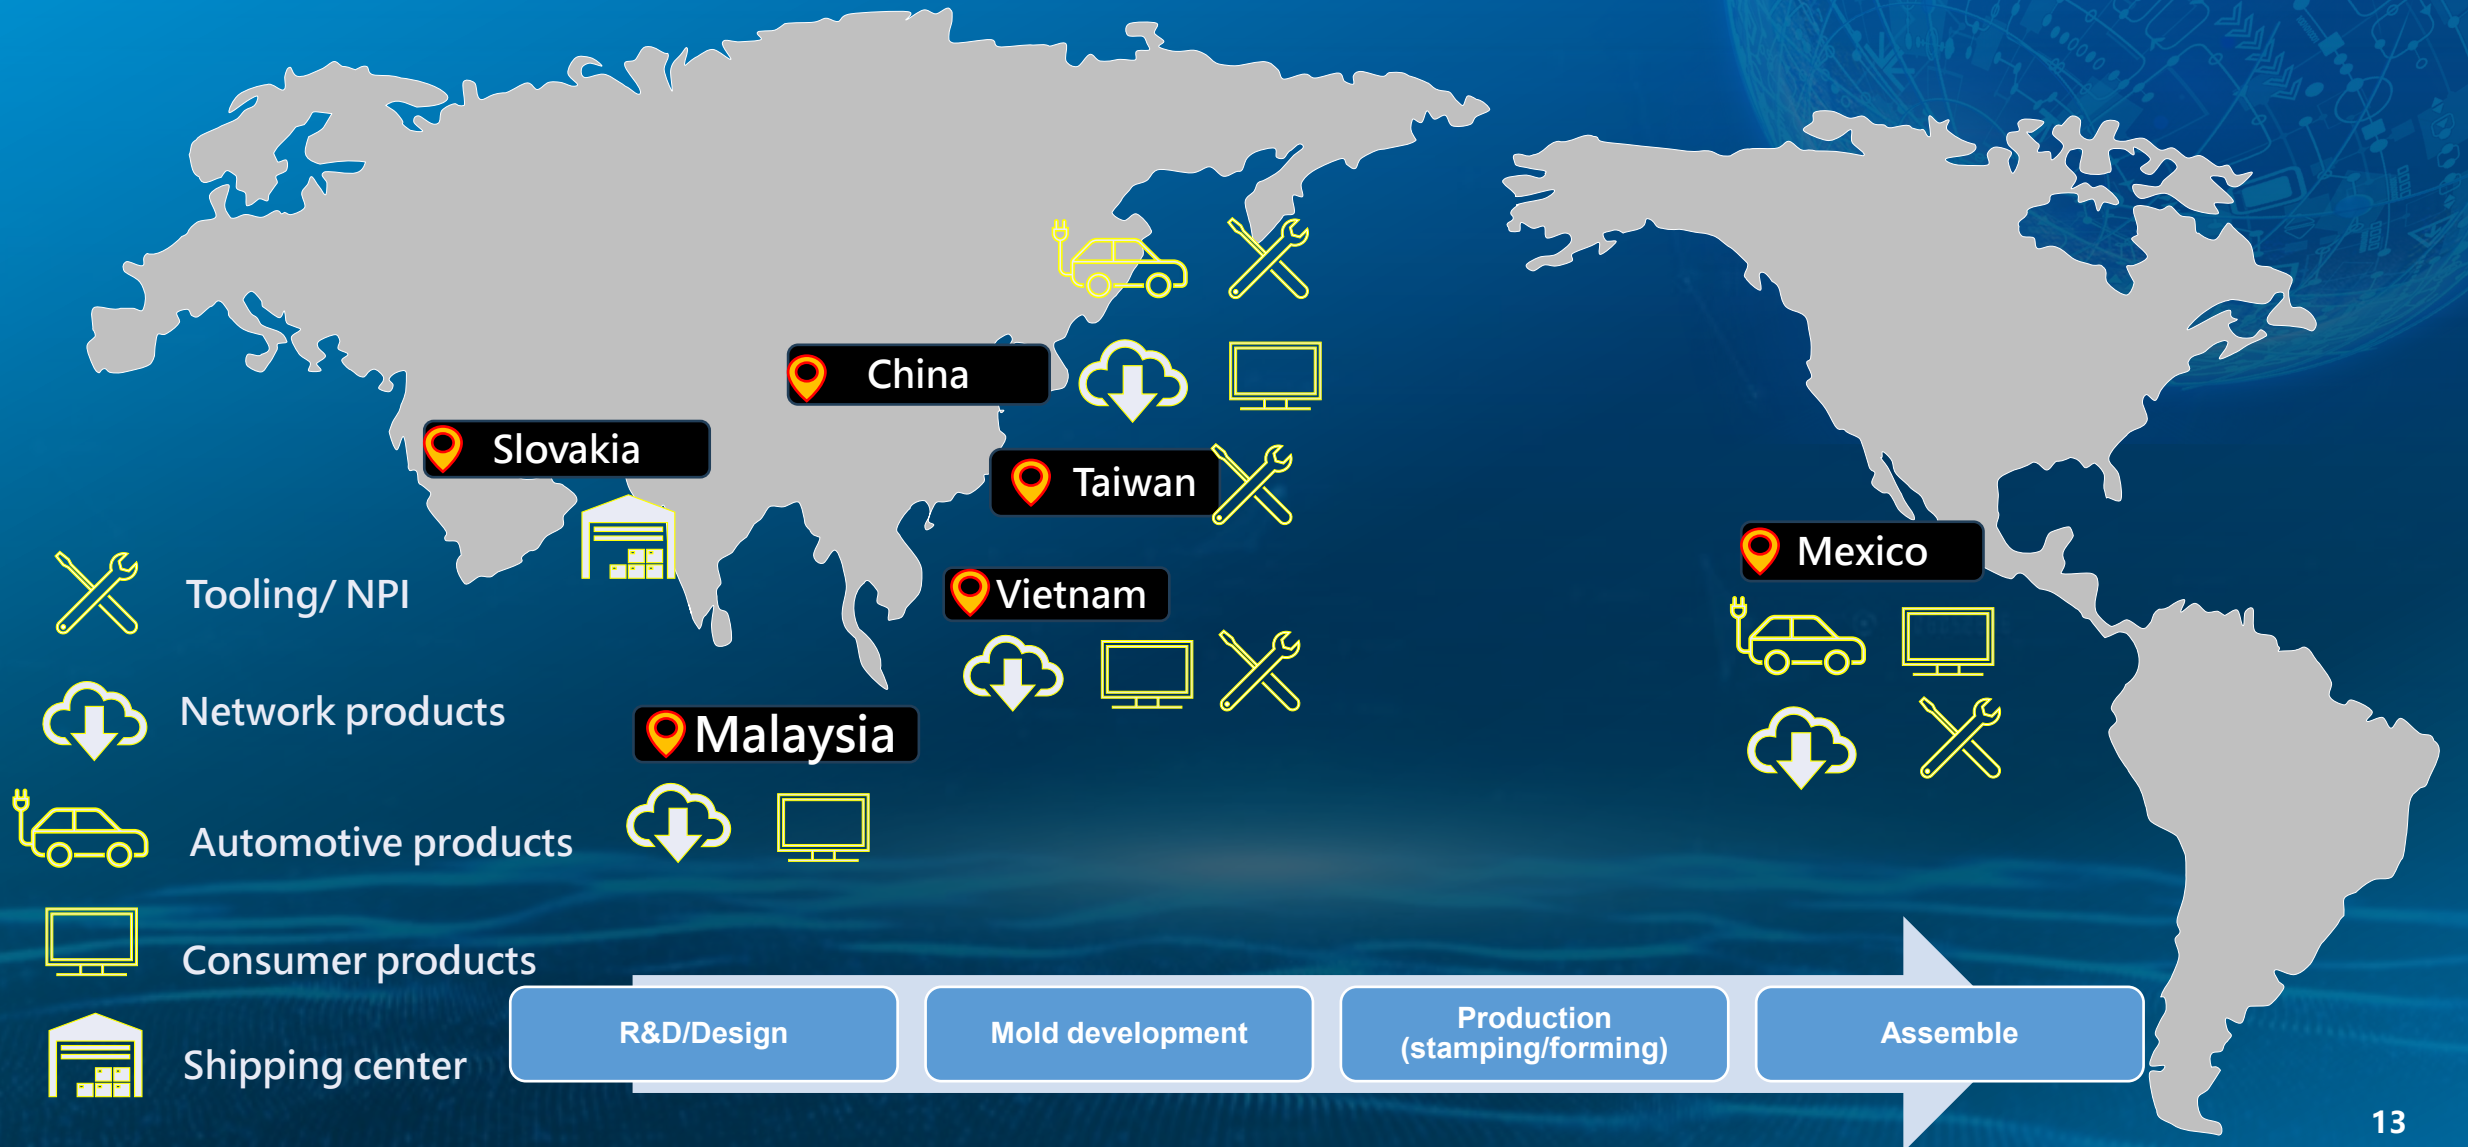 China
Slovakia
Taiwan
Mexico
Vietnam
Malaysia
Tooling/ NPI
Network products
Automotive products
Consumer products
Shipping center
R&D/Design
Mold development
Production
(stamping/forming)
Assemble
13